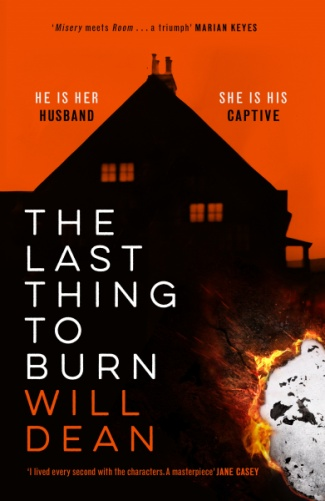 'Misery meets Room . . . a triumph' MARIAN KEYES
HE IS HER
HUSBAND
SHE IS HIS
CAPTIVE
THE
LAST
THING
TO
BURN
WILL
DEAN
'I lived every second with the characters. A masterpiece' JANE CASEY